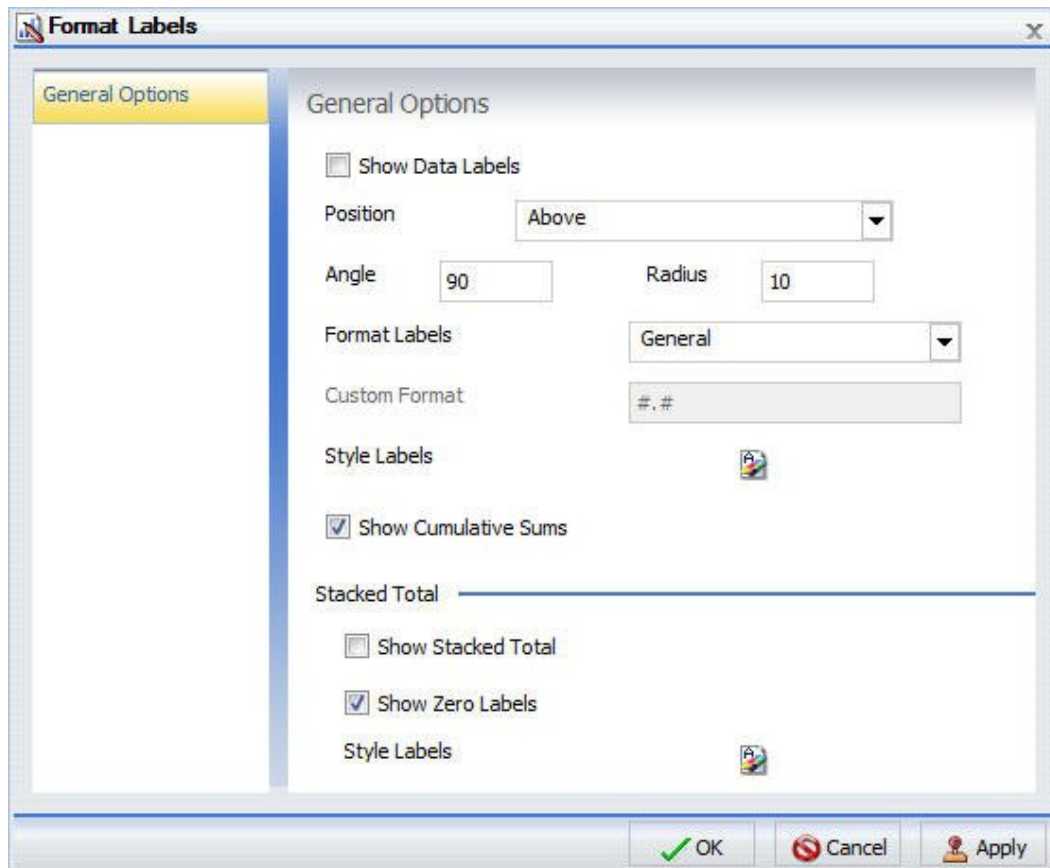 Format Labels
General Options
General Options
Show Data Labels
Position Above
Angle 90 Radius 10
Format Labels General
Custom Format #.#
Style Labels
Show Cumulative Sums
Stacked Total
Show Stacked Total
Show Zero Labels
Style Labels
OK Cancel Apply